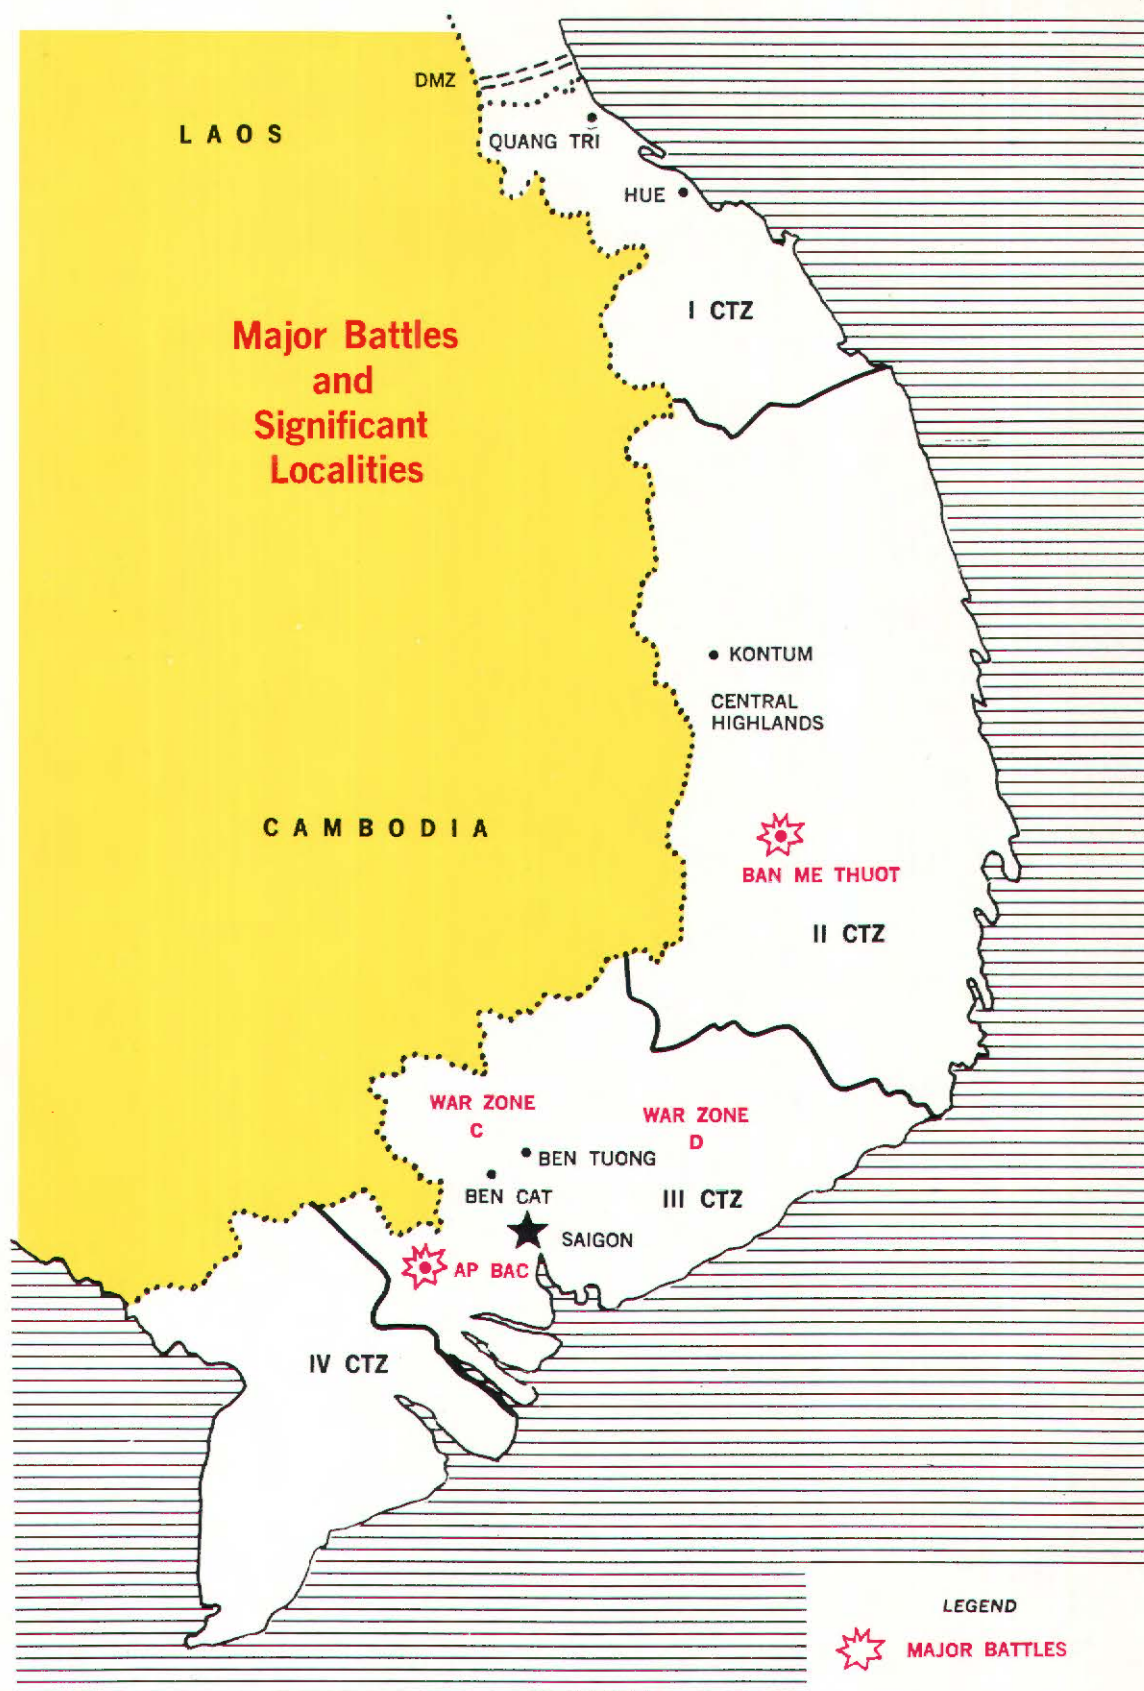 DMZ
LAOS
QUANG TRI
HUE
I CTZ
Major Battles
and
Significant
Localities
KONTUM
CENTRAL
HIGHLANDS
CAMBODIA
BAN ME THUOT
II CTZ
WAR ZONE
C
WAR ZONE
D
BEN TUONG
BEN CAT
III CTZ
SAIGON
AP BAC
IV CTZ
LEGEND
MAJOR BATTLES